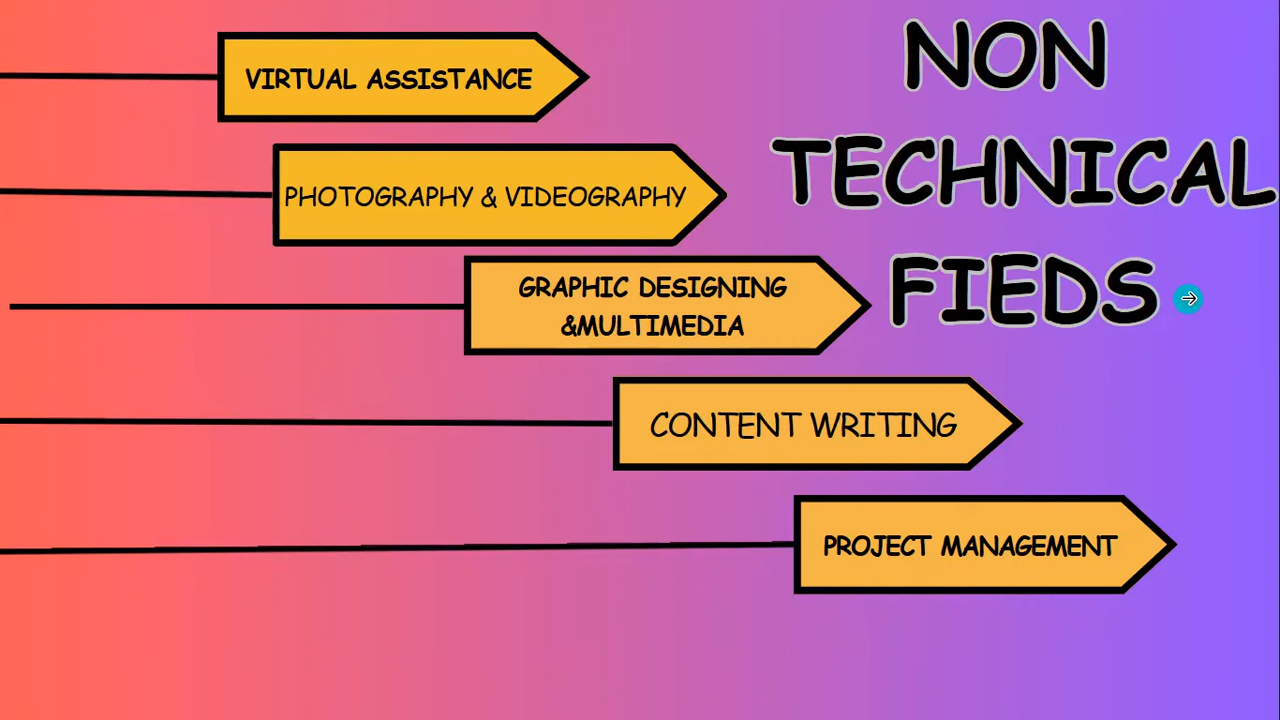 NON
TECHNICAL
FIEDS
VIRTUAL ASSISTANCE
PHOTOGRAPHY & VIDEOGRAPHY
GRAPHIC DESIGNING
&MULTIMEDIA
CONTENT WRITING
PROJECT MANAGEMENT